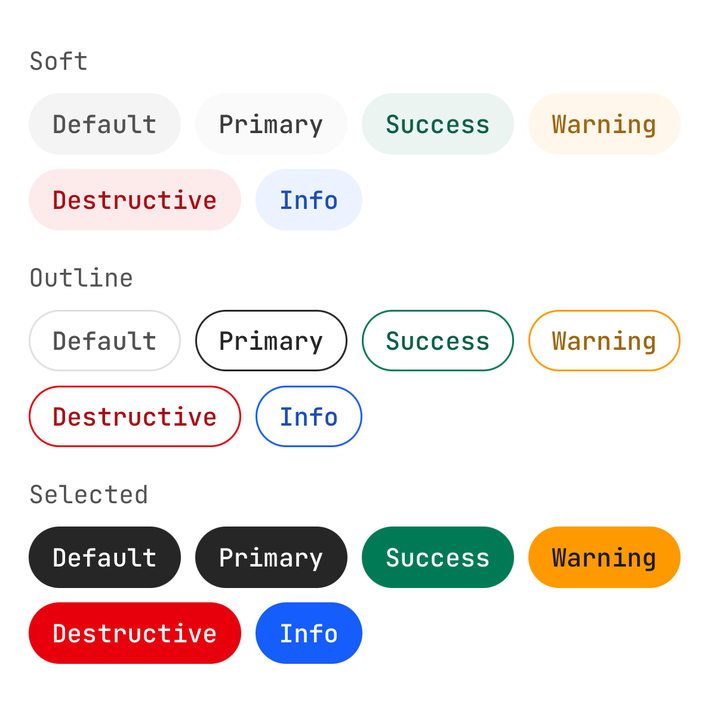 Soft
Default Primary Success Warning
Destructive Info
Outline
Default Primary Success Warning
Destructive Info
Selected
Default Primary Success Warning
Destructive Info